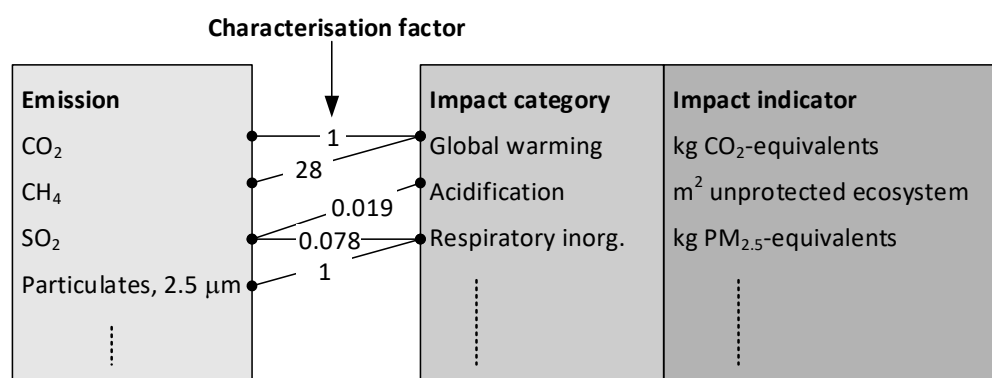 Characterisation factor
Emission
Impact category
Impact indicator
CO₂
1
Global warming
kg CO₂-equivalents
28
CH₄
Acidification
m² unprotected ecosystem
0.019
SO₂
0.078
Respiratory inorg.
kg PM₂.₅-equivalents
1
Particulates, 2.5 μm